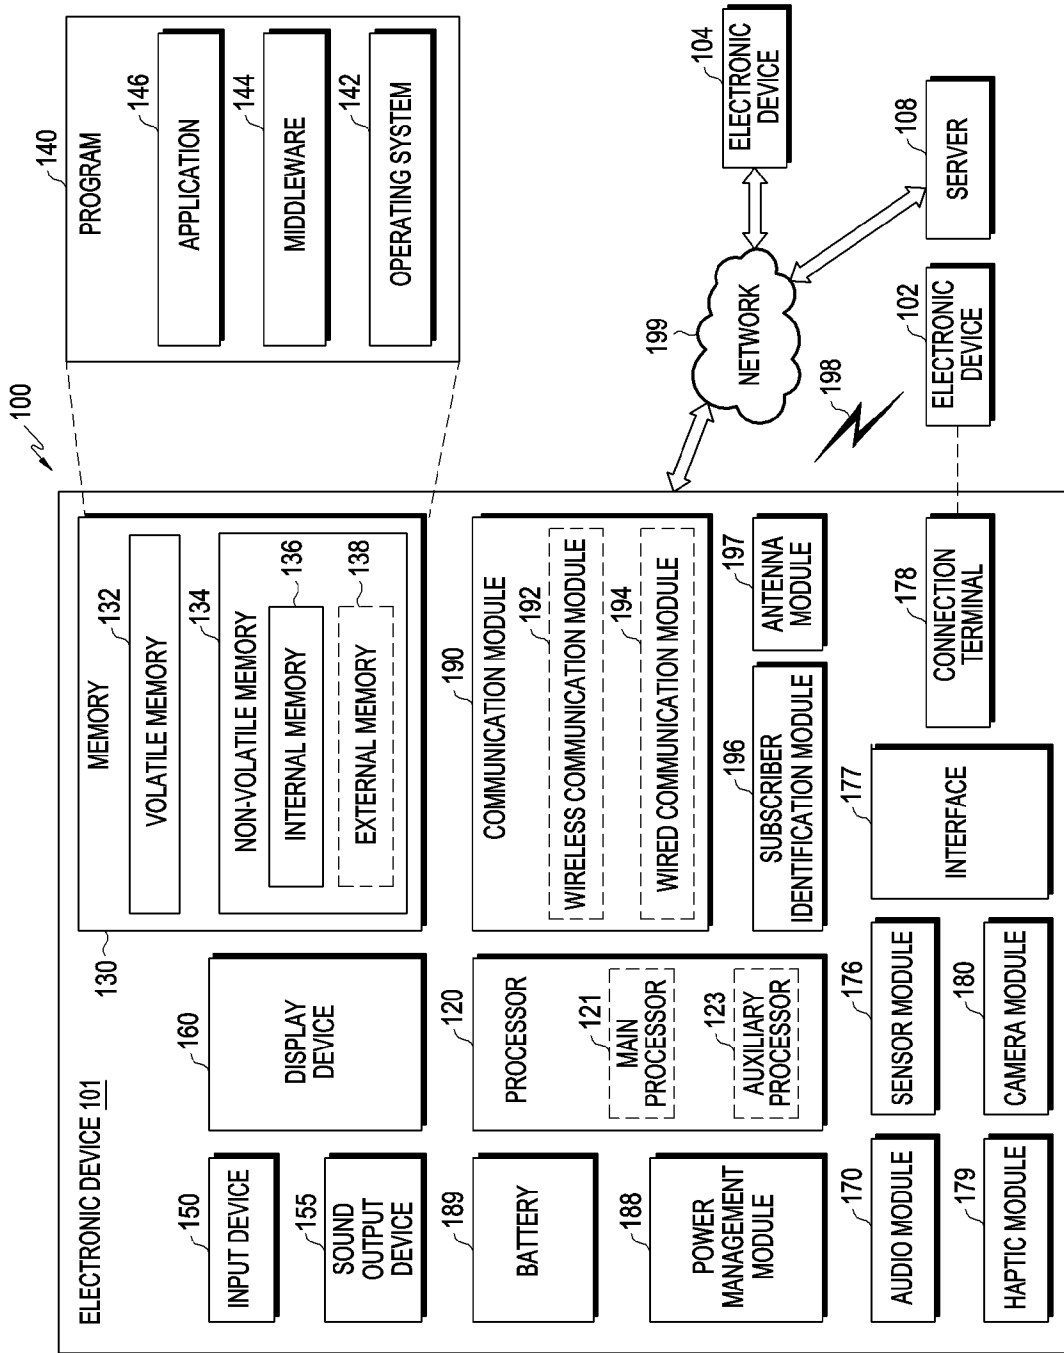 100
ELECTRONIC DEVICE 101
INPUT DEVICE
150
SOUND
OUTPUT
DEVICE
155
DISPLAY
DEVICE
160
MEMORY
130
VOLATILE MEMORY
132
NON-VOLATILE MEMORY
134
INTERNAL MEMORY
136
EXTERNAL MEMORY
138
PROGRAM
140
APPLICATION
146
MIDDLEWARE
144
OPERATING SYSTEM
142
BATTERY
189
POWER
MANAGEMENT
MODULE
188
PROCESSOR
120
MAIN
PROCESSOR
121
AUXILIARY
PROCESSOR
123
COMMUNICATION MODULE
190
WIRELESS COMMUNICATION MODULE
192
WIRED COMMUNICATION MODULE
194
SUBSCRIBER
IDENTIFICATION MODULE
196
ANTENNA
MODULE
197
AUDIO MODULE
170
SENSOR MODULE
176
INTERFACE
177
CONNECTION
TERMINAL
178
HAPTIC MODULE
179
CAMERA MODULE
180
NETWORK
199
198
ELECTRONIC
DEVICE
104
ELECTRONIC
DEVICE
102
SERVER
108